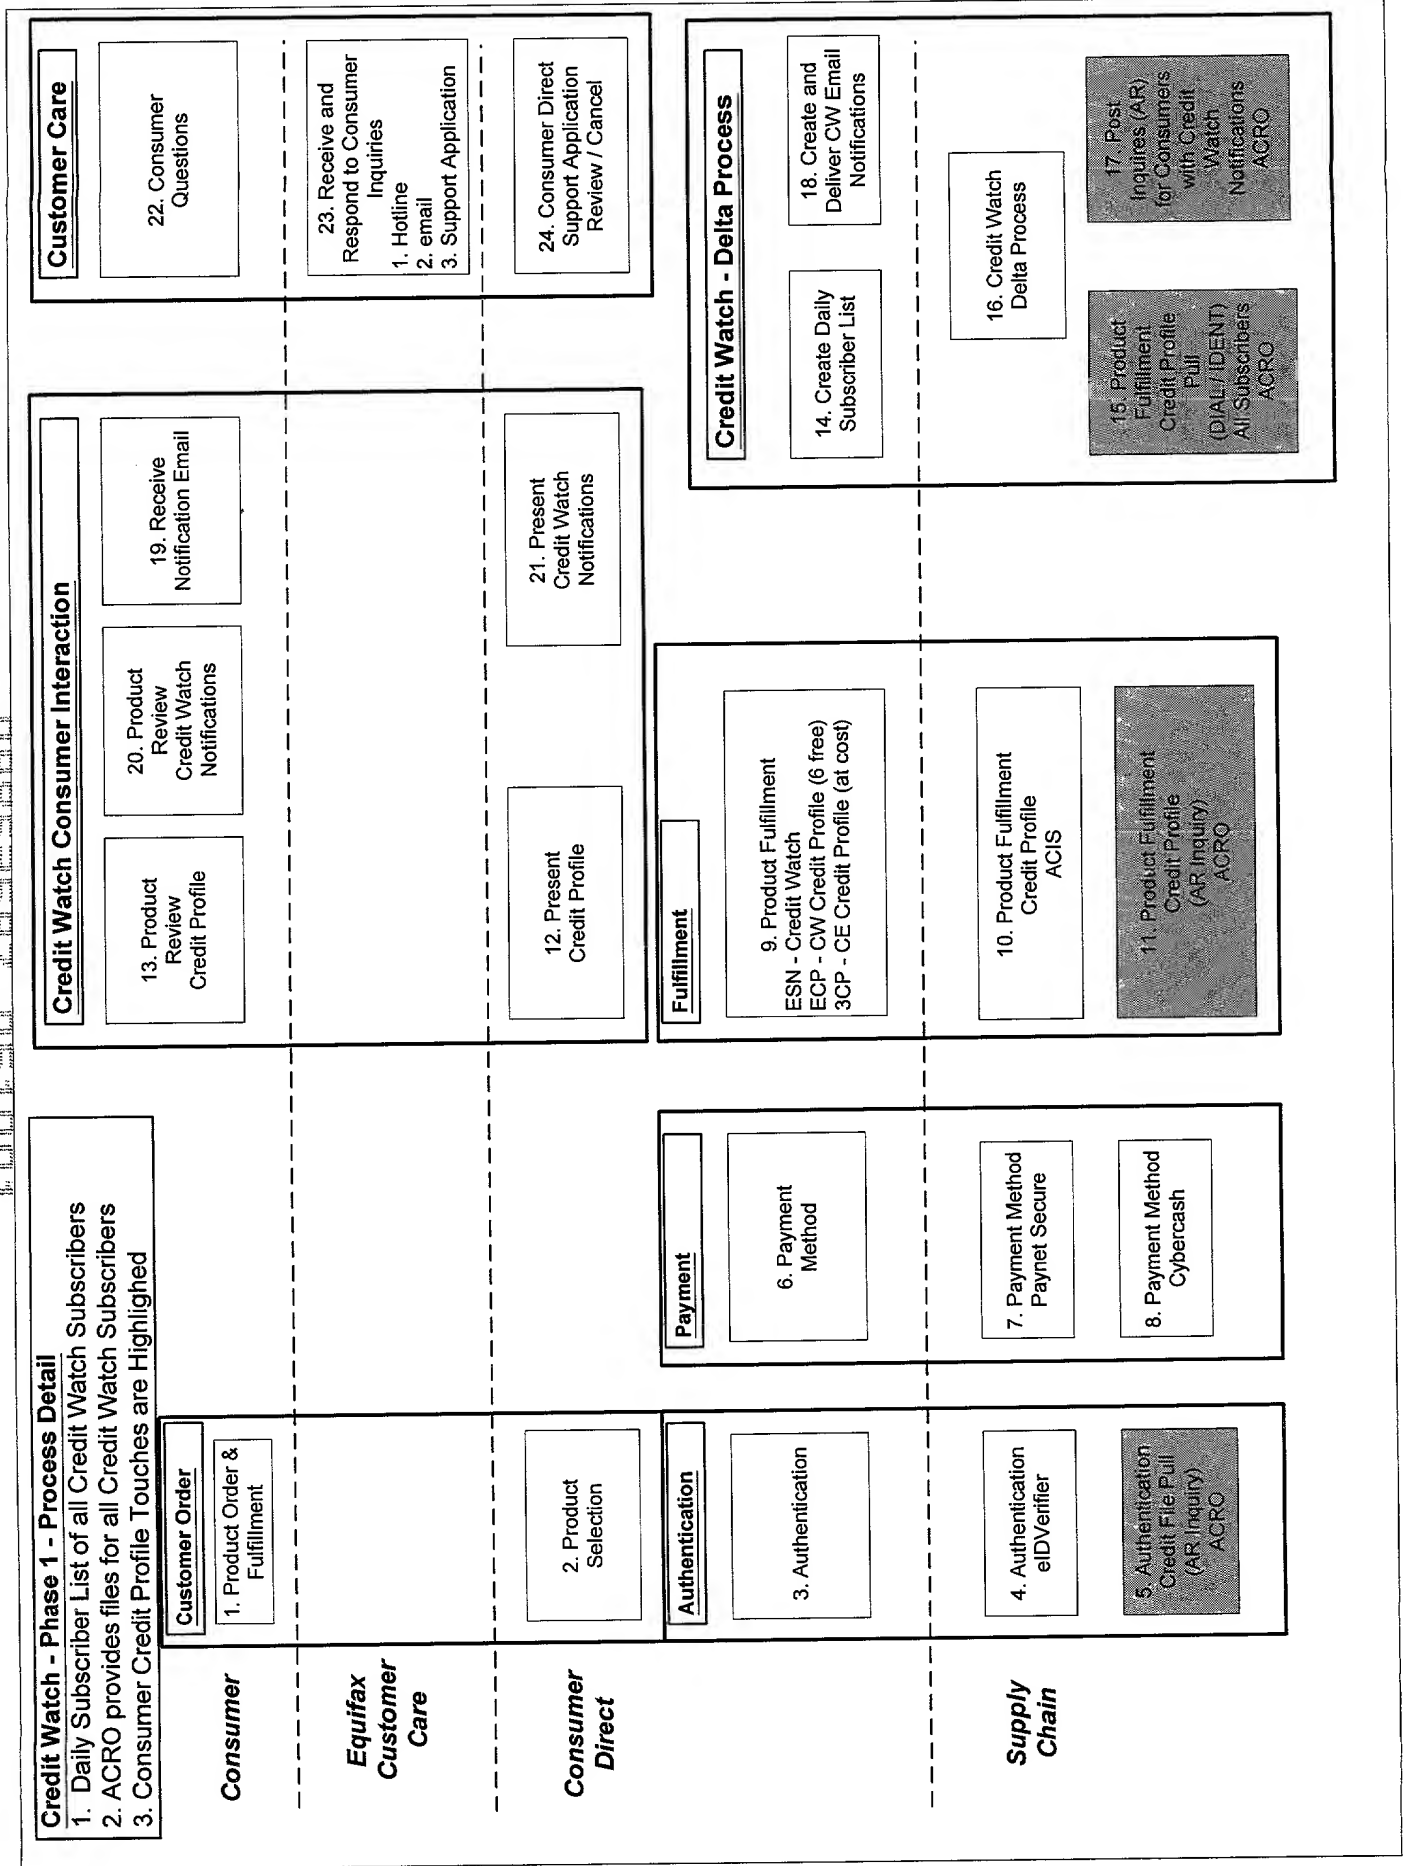 Credit Watch - Phase 1 - Process Detail
1. Daily Subscriber List of all Credit Watch Subscribers
2. ACRO provides files for all Credit Watch Subscribers
3. Consumer Credit Profile Touches are Highlighed
Consumer
Equifax
Customer
Care
Consumer
Direct
Supply
Chain
Customer Order
1. Product Order &
Fulfillment
2. Product
Selection
Authentication
3. Authentication
4. Authentication
eIDVerifier
5. Authentication
Credit File Pull
(AR Inquiry)
ACRO
Payment
6. Payment
Method
7. Payment Method
Paynet Secure
8. Payment Method
Cybercash
Credit Watch Consumer Interaction
13. Product
Review
Credit Profile
20. Product
Review
Credit Watch
Notifications
19. Receive
Notification Email
12. Present
Credit Profile
21. Present
Credit Watch
Notifications
Fulfillment
9. Product Fulfillment
ESN - Credit Watch
ECP - CW Credit Profile (6 free)
3CP - CE Credit Profile (at cost)
10. Product Fulfillment
Credit Profile
ACIS
11. Product Fulfillment
Credit Profile
(AR Inquiry)
ACRO
Customer Care
22. Consumer
Questions
23. Receive and
Respond to Consumer
Inquiries
1. Hotline
2. email
3. Support Application
24. Consumer Direct
Support Application
Review / Cancel
Credit Watch - Delta Process
14. Create Daily
Subscriber List
18. Create and
Deliver CW Email
Notifications
16. Credit Watch
Delta Process
15. Product
Fulfillment
Credit Profile
Pull
(DIAL / IDENT)
All Subscribers
ACRO
17. Post
Inquires (AR)
for Consumers
with Credit
Watch
Notifications
ACRO